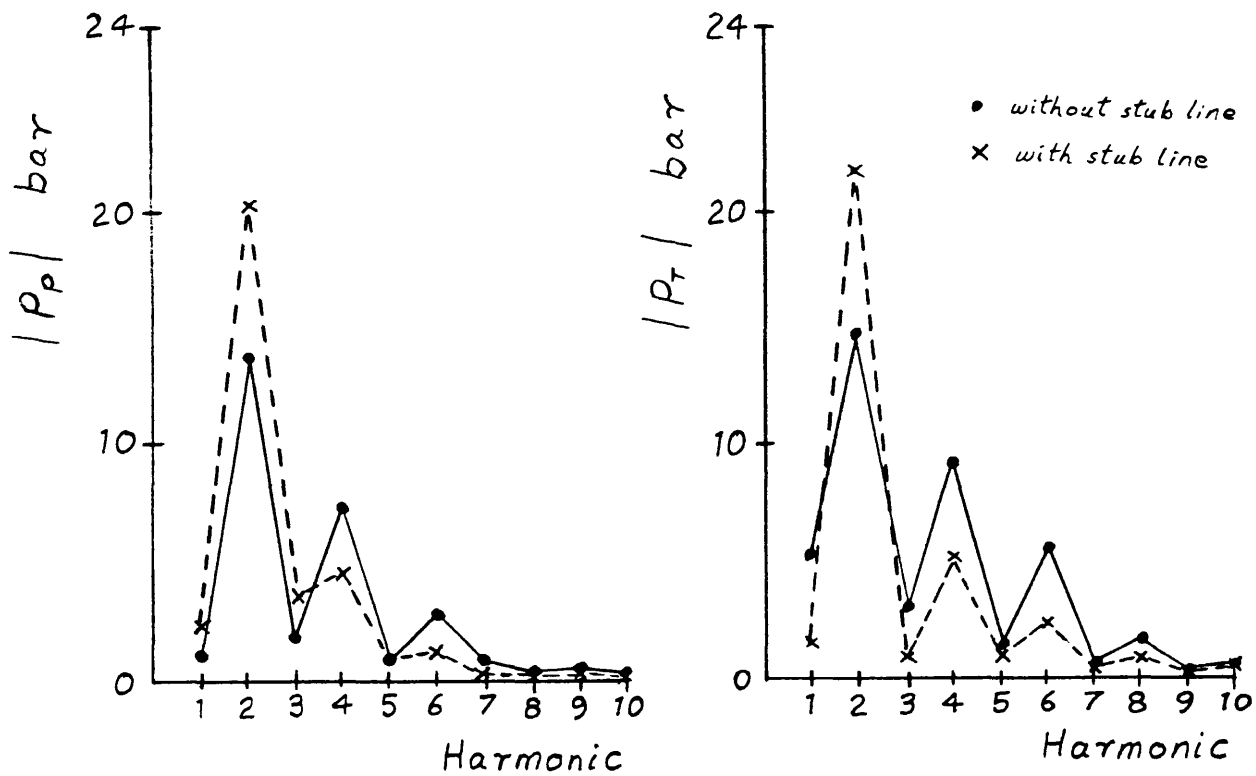 24
20
10
0
|Pp| bar
1 2 3 4 5 6 7 8 9 10
Harmonic
24
20
10
0
|PT| bar
1 2 3 4 5 6 7 8 9 10
Harmonic
• without stub line
× with stub line